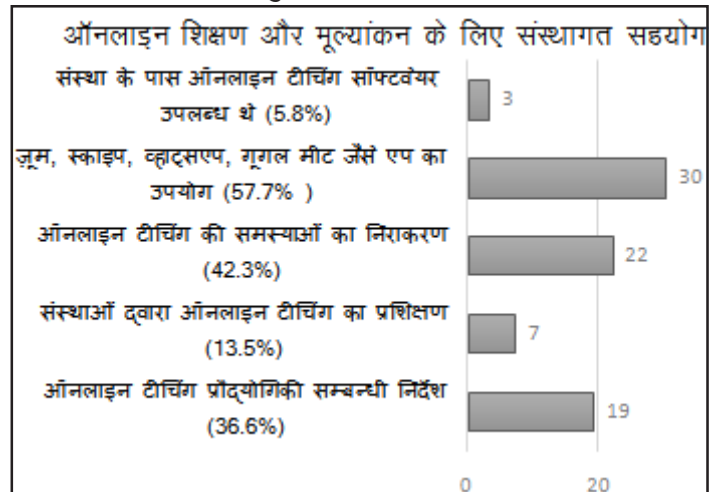 ऑनलाइन शिक्षण और मूल्यांकन के लिए संस्थागत सहयोग
संस्था के पास ऑनलाइन टीचिंग सॉफ्टवेयर
उपलब्ध थे (5.8%)
3
ज़ूम, स्काइप, व्हाट्सएप, गूगल मीट जैसे एप का
उपयोग (57.7% )
30
ऑनलाइन टीचिंग की समस्याओं का निराकरण
(42.3%)
22
संस्थाओं द्वारा ऑनलाइन टीचिंग का प्रशिक्षण
(13.5%)
7
ऑनलाइन टीचिंग प्रौद्योगिकी सम्बन्धी निर्देश
(36.6%)
19
0 20